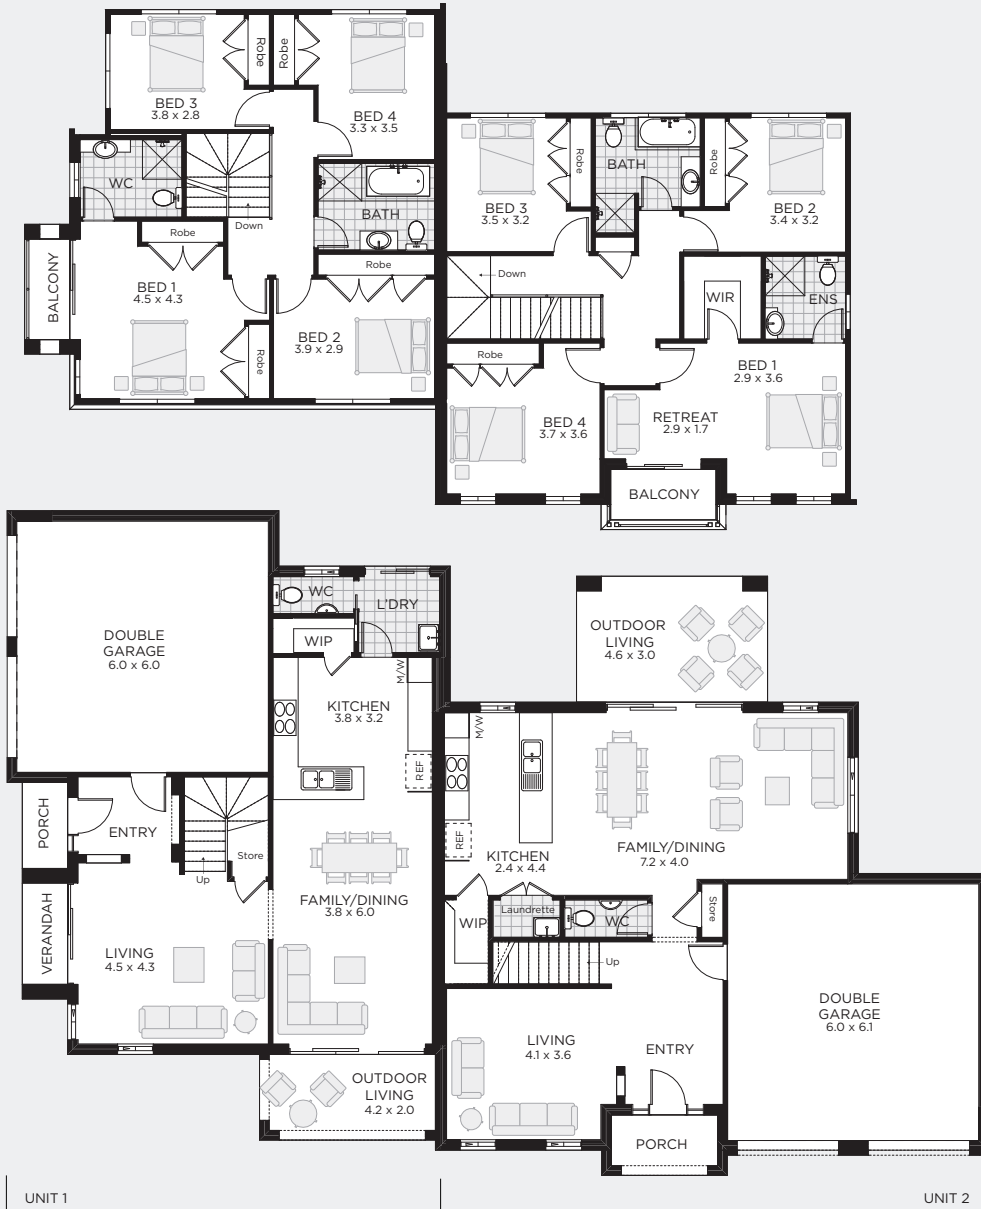 BED 3
3.8 x 2.8
Robe
Robe
BED 4
3.3 x 3.5
WC
Down
BATH
Robe
Robe
BALCONY
BED 1
4.5 x 4.3
BED 2
3.9 x 2.9
Robe
BED 3
3.5 x 3.2
Robe
BATH
Robe
BED 2
3.4 x 3.2
Down
WIR
ENS
Robe
BED 1
2.9 x 3.6
BED 4
3.7 x 3.6
RETREAT
2.9 x 1.7
BALCONY
DOUBLE
GARAGE
6.0 x 6.0
WC
L'DRY
WIP
M/W
KITCHEN
3.8 x 3.2
REF
PORCH
ENTRY
Store
Up
FAMILY/DINING
3.8 x 6.0
VERANDAH
LIVING
4.5 x 4.3
OUTDOOR
LIVING
4.2 x 2.0
OUTDOOR
LIVING
4.6 x 3.0
M/W
REF
KITCHEN
2.4 x 4.4
FAMILY/DINING
7.2 x 4.0
WIP
Laundrette
WC
Store
Up
LIVING
4.1 x 3.6
ENTRY
DOUBLE
GARAGE
6.0 x 6.1
PORCH
UNIT 1
UNIT 2